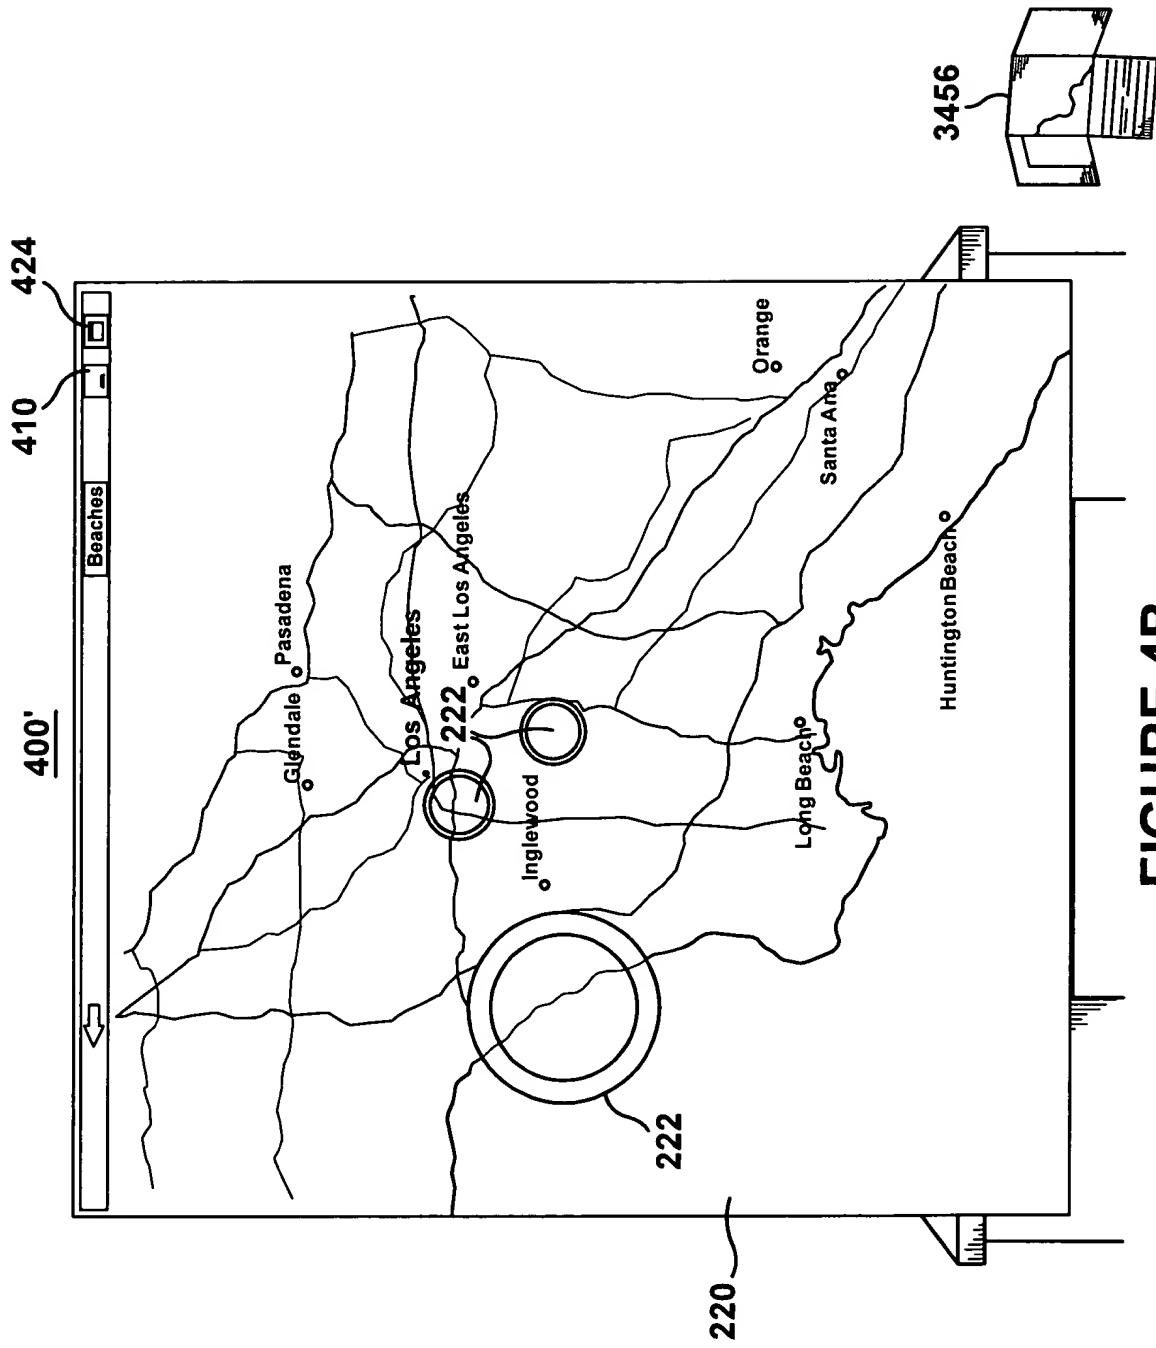 410
424
400'
Beaches
Pasadena
Glendale
Los Angeles
222
East Los Angeles
Inglewood
222
220
Orange
Long Beach
Santa Ana
Huntington Beach
3456
FIGURE 4B